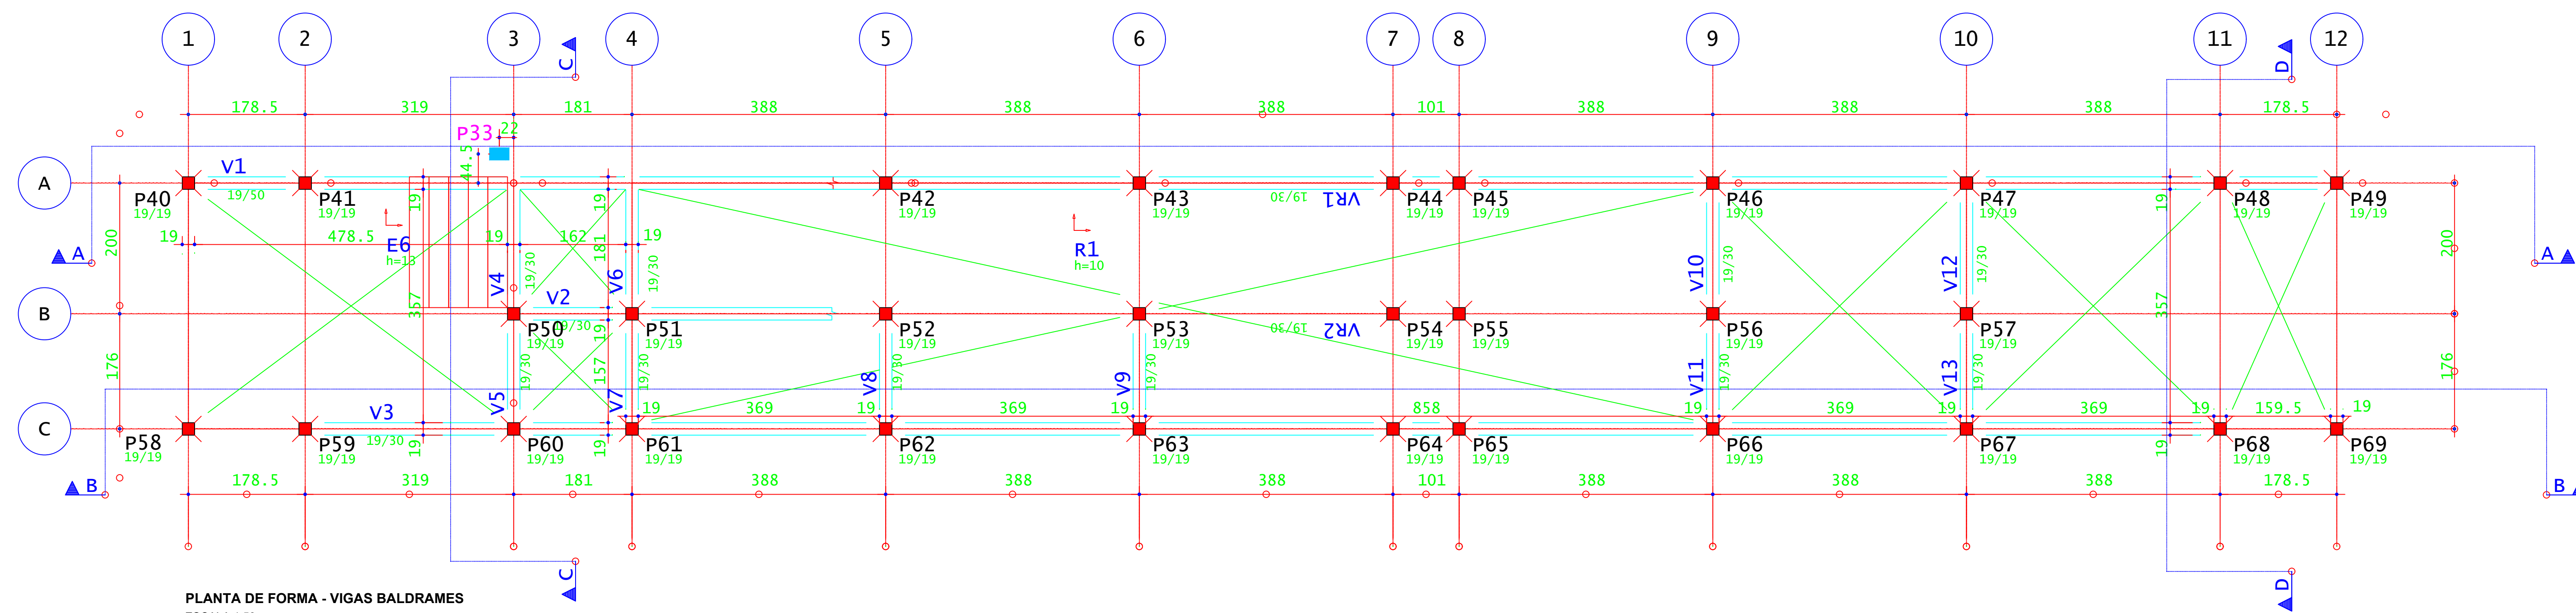 1 2 3 4 5 6 7 8 9 10 11 12
C D
178.5 319 181 388 388 388 101 388 388 388 178.5
P33 22
44.5
A V1
19/50
P40 P41 P42 P43 P44 P45 P46 P47 P48 P49
19/19 19/19 19/19 19/19 19/19 19/19 19/19 19/19 19/19 19/19
19/30 VR1
19 19 19
200 19 478.5 19 162 19 200
181
A E6 R1 A
h=13 h=10
V4 19/30 V6 19/30 V10 19/30 V12 19/30
357 357
B V2
19/30
P50 P51 P52 P53 P54 P55 P56 P57
19/19 19/19 19/19 19/19 19/19 19/19 19/19 19/19
19/30 VR2
19
176 157 176
V5 19/30 V7 19/30 V8 19/30 V9 19/30 V11 19/30 V13 19/30
19 369 19 369 19 858 19 369 19 369 19 159.5 19
C V3
19/30
19 19 19
P58 P59 P60 P61 P62 P63 P64 P65 P66 P67 P68 P69
19/19 19/19 19/19 19/19 19/19 19/19 19/19 19/19 19/19 19/19 19/19 19/19
B B
178.5 319 181 388 388 388 101 388 388 388 178.5
C D
PLANTA DE FORMA - VIGAS BALDRAMES